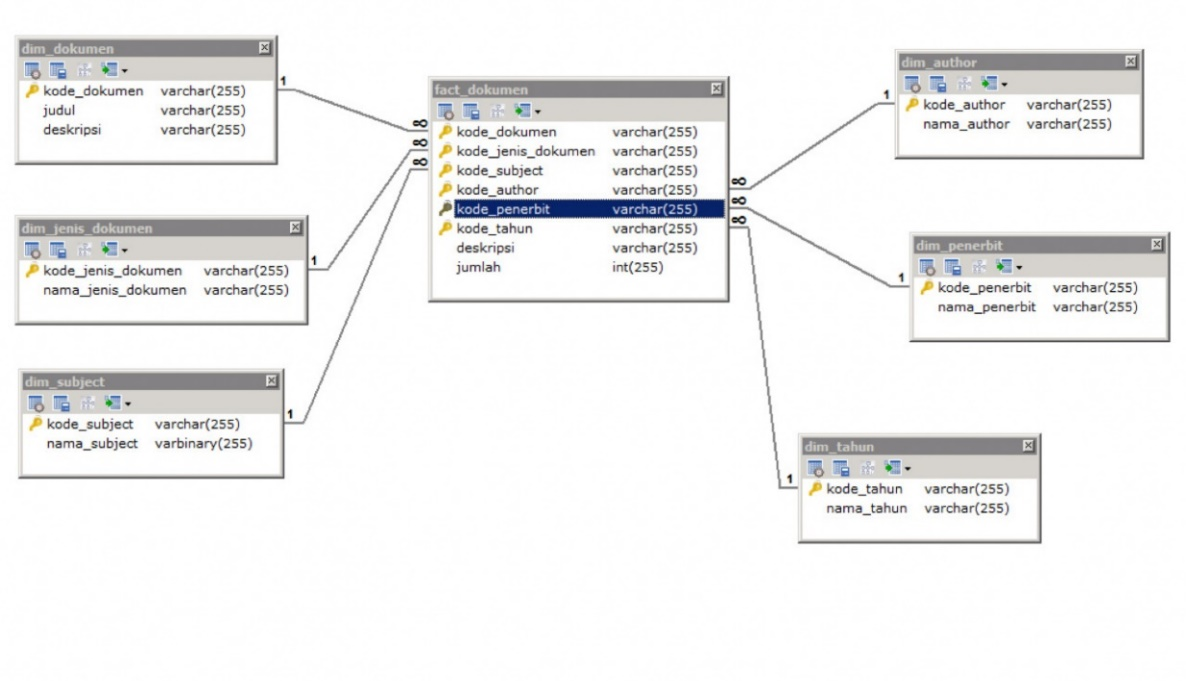 dim_dokumen
kode_dokumen varchar(255)
judul varchar(255)
deskripsi varchar(255)
1
dim_jenis_dokumen
kode_jenis_dokumen varchar(255)
nama_jenis_dokumen varchar(255)
1
dim_subject
kode_subject varchar(255)
nama_subject varbinary(255)
1
fact_dokumen
kode_dokumen varchar(255)
kode_jenis_dokumen varchar(255)
kode_subject varchar(255)
kode_author varchar(255)
kode_penerbit varchar(255)
kode_tahun varchar(255)
deskripsi varchar(255)
jumlah int(255)
∞
∞
∞
∞
∞
∞
dim_author
1
kode_author varchar(255)
nama_author varchar(255)
dim_penerbit
1
kode_penerbit varchar(255)
nama_penerbit varchar(255)
dim_tahun
1
kode_tahun varchar(255)
nama_tahun varchar(255)